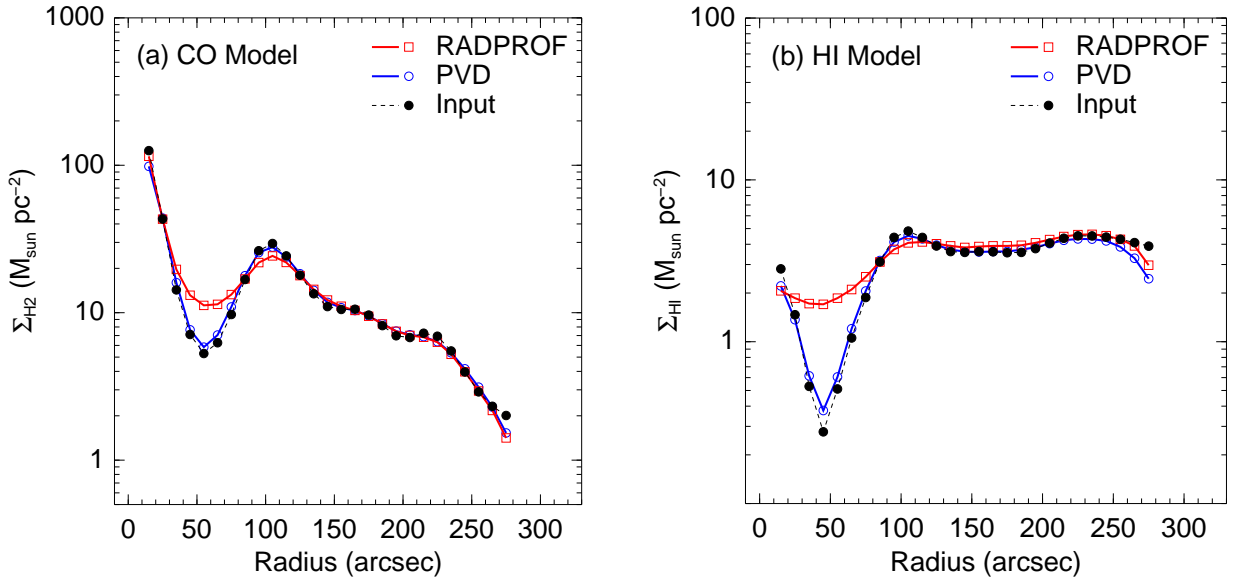 (a) CO Model
RADPROF
PVD
Input
1000
100
10
1
ΣH2 (Msun pc−2)
0 50 100 150 200 250 300
Radius (arcsec)
(b) HI Model
RADPROF
PVD
Input
100
10
1
ΣHI (Msun pc−2)
0 50 100 150 200 250 300
Radius (arcsec)